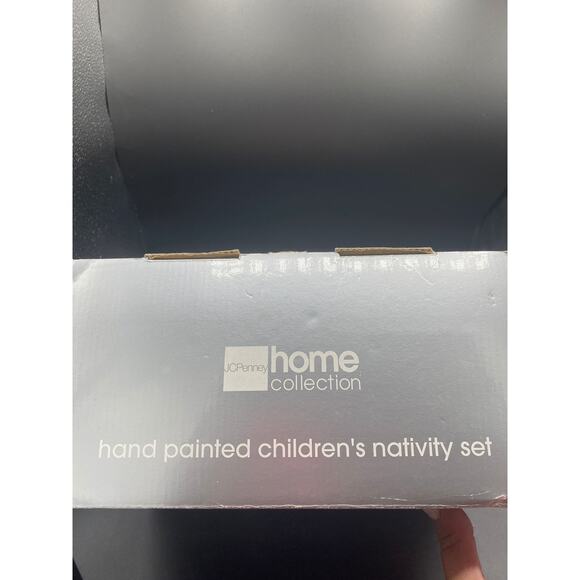 JCPenney home
collection
hand painted children's nativity set